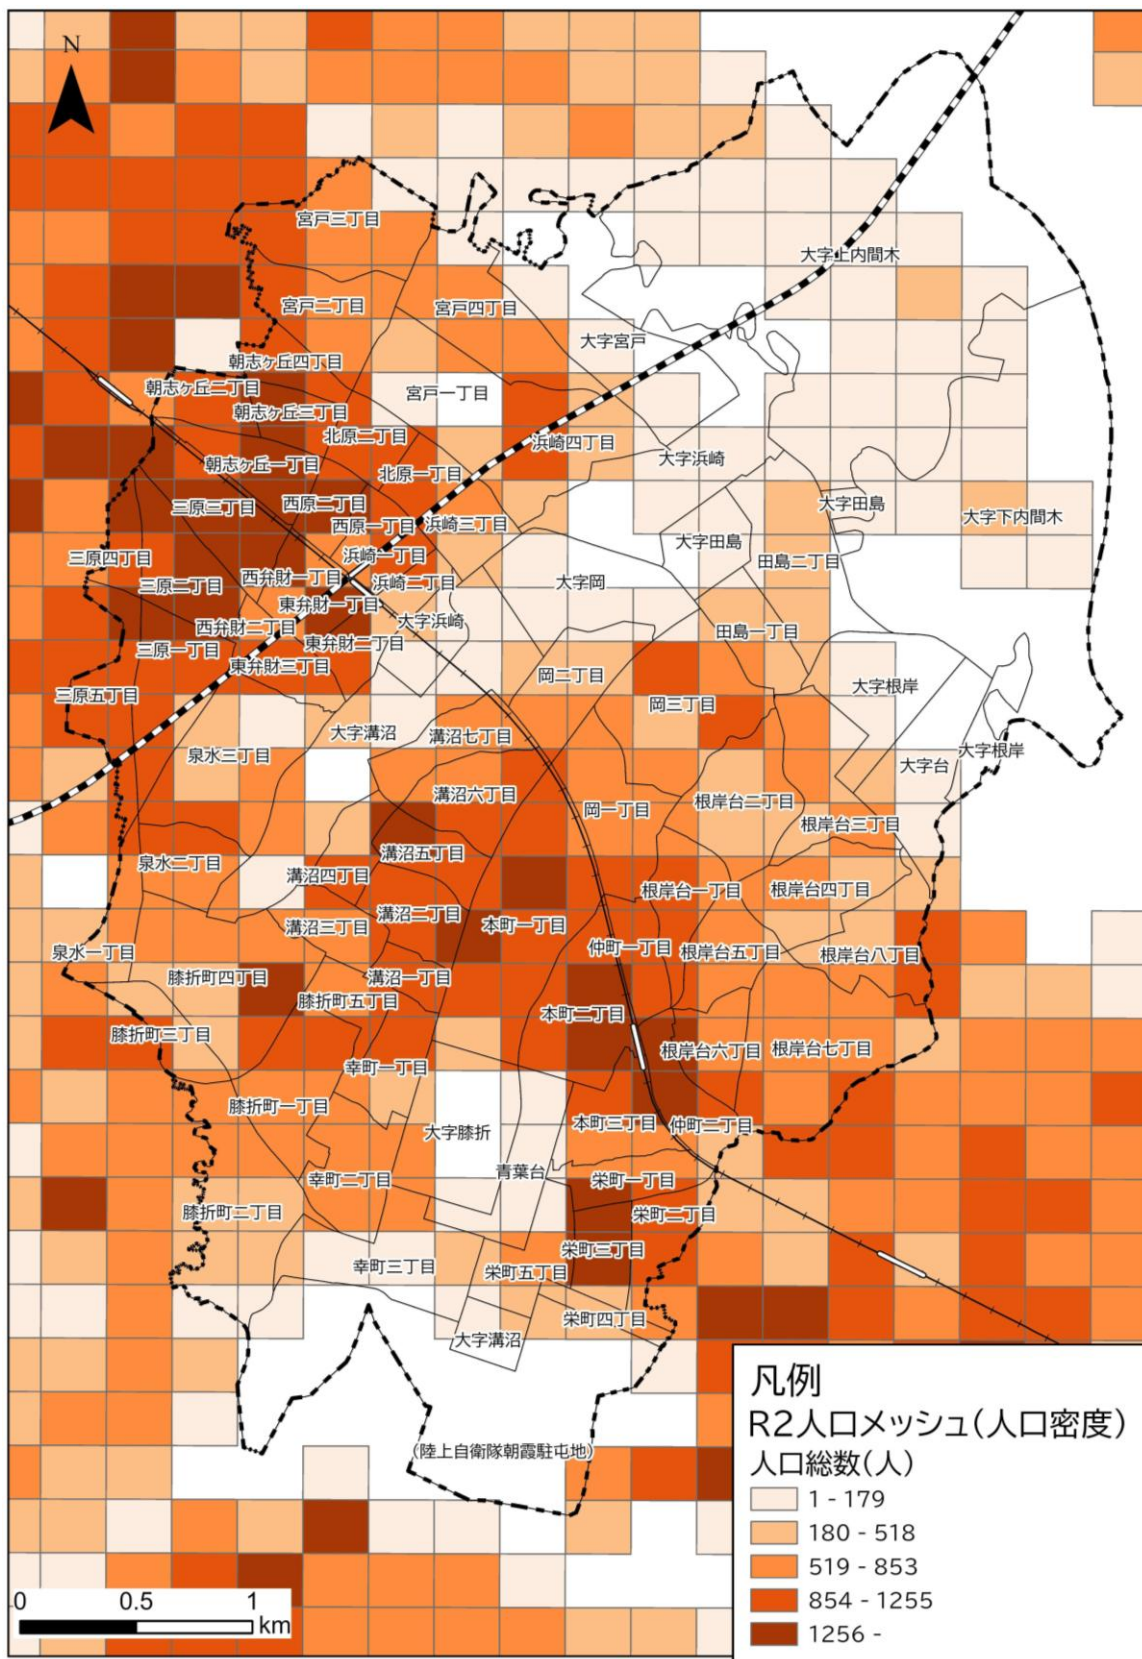 N
宮戸三丁目
大字上内間木
宮戸二丁目
宮戸四丁目
大字宮戸
朝志ヶ丘四丁目
朝志ヶ丘二丁目
宮戸一丁目
朝志ヶ丘三丁目
北原二丁目
浜崎四丁目
大字浜崎
朝志ヶ丘一丁目
北原一丁目
三原三丁目
西原二丁目
大字田島
大字下内間木
西原一丁目
浜崎三丁目
大字田島
三原四丁目
浜崎一丁目
田島二丁目
三原二丁目
西弁財一丁目
浜崎二丁目
大字岡
東弁財一丁目
西弁財二丁目
大字浜崎
田島一丁目
三原一丁目
東弁財二丁目
東弁財三丁目
岡二丁目
三原五丁目
岡三丁目
大字根岸
大字溝沼
溝沼七丁目
泉水三丁目
大字根岸
大字台
溝沼六丁目
岡一丁目
根岸台二丁目
根岸台三丁目
泉水二丁目
溝沼五丁目
溝沼四丁目
根岸台一丁目
根岸台四丁目
溝沼二丁目
溝沼三丁目
本町一丁目
泉水一丁目
仲町一丁目
根岸台五丁目
根岸台八丁目
膝折町四丁目
溝沼一丁目
膝折町五丁目
本町二丁目
膝折町三丁目
根岸台六丁目
根岸台七丁目
幸町一丁目
膝折町一丁目
大字膝折
本町三丁目
仲町二丁目
青葉台
幸町二丁目
栄町一丁目
膝折町二丁目
栄町二丁目
栄町三丁目
幸町三丁目
栄町五丁目
栄町四丁目
大字溝沼
(陸上自衛隊朝霞駐屯地)
凡例
R2人口メッシュ(人口密度)
人口総数(人)
1 - 179
180 - 518
519 - 853
854 - 1255
1256 -
0 0.5 1
km